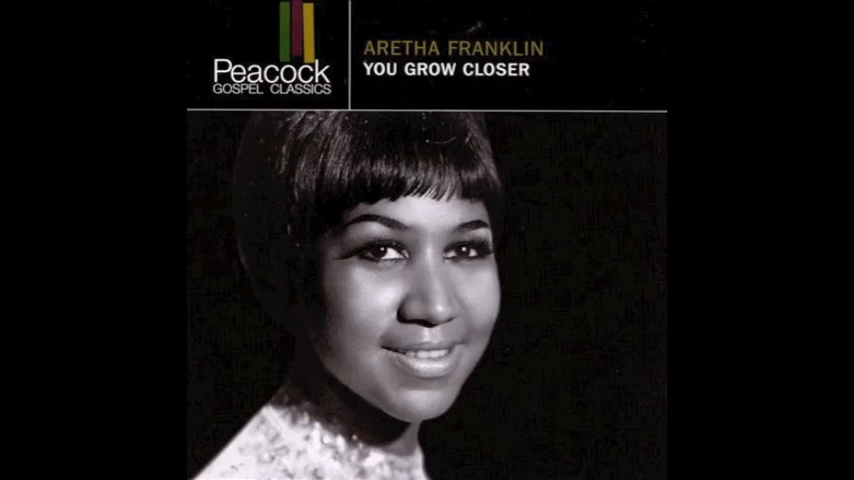 Peacock
GOSPEL CLASSICS
ARETHA FRANKLIN
YOU GROW CLOSER